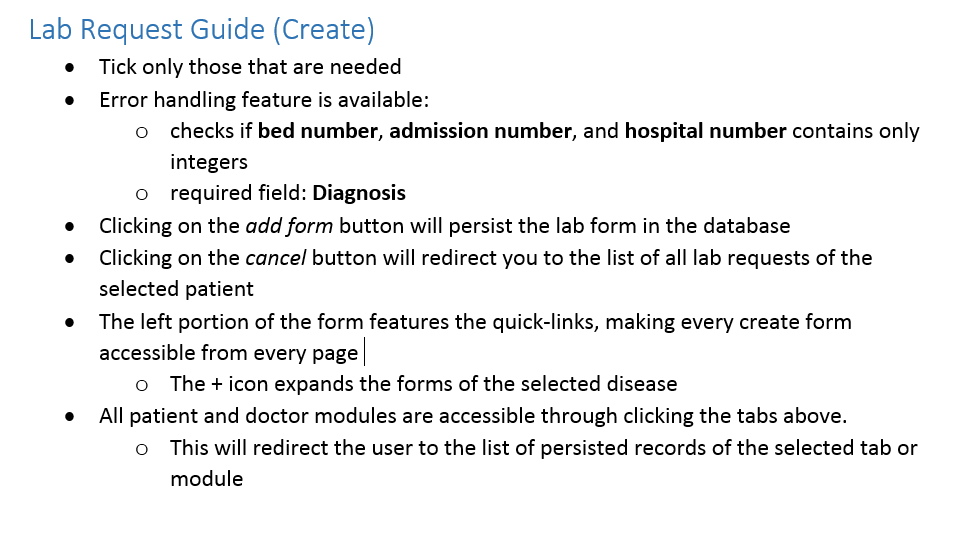 Lab Request Guide (Create)
• Tick only those that are needed
• Error handling feature is available:
o checks if bed number, admission number, and hospital number contains only
integers
o required field: Diagnosis
• Clicking on the add form button will persist the lab form in the database
• Clicking on the cancel button will redirect you to the list of all lab requests of the
selected patient
• The left portion of the form features the quick-links, making every create form
accessible from every page
o The + icon expands the forms of the selected disease
• All patient and doctor modules are accessible through clicking the tabs above.
o This will redirect the user to the list of persisted records of the selected tab or
module